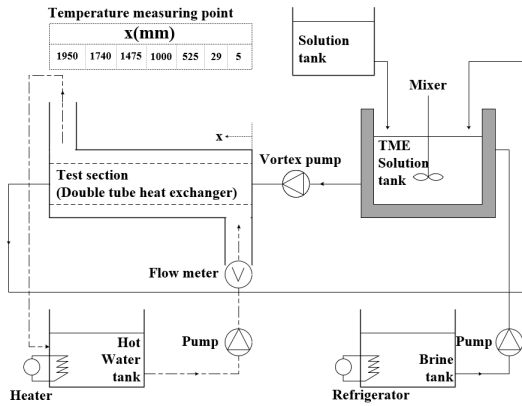 Temperature measuring point
x(mm)
1950 1740 1475 1000 525 29 5
Solution
tank
Mixer
x
TME
Solution
tank
Vortex pump
Test section
(Double tube heat exchanger)
Flow meter
V
Hot
Water
tank
Pump
Heater
Pump
Brine
tank
Refrigerator